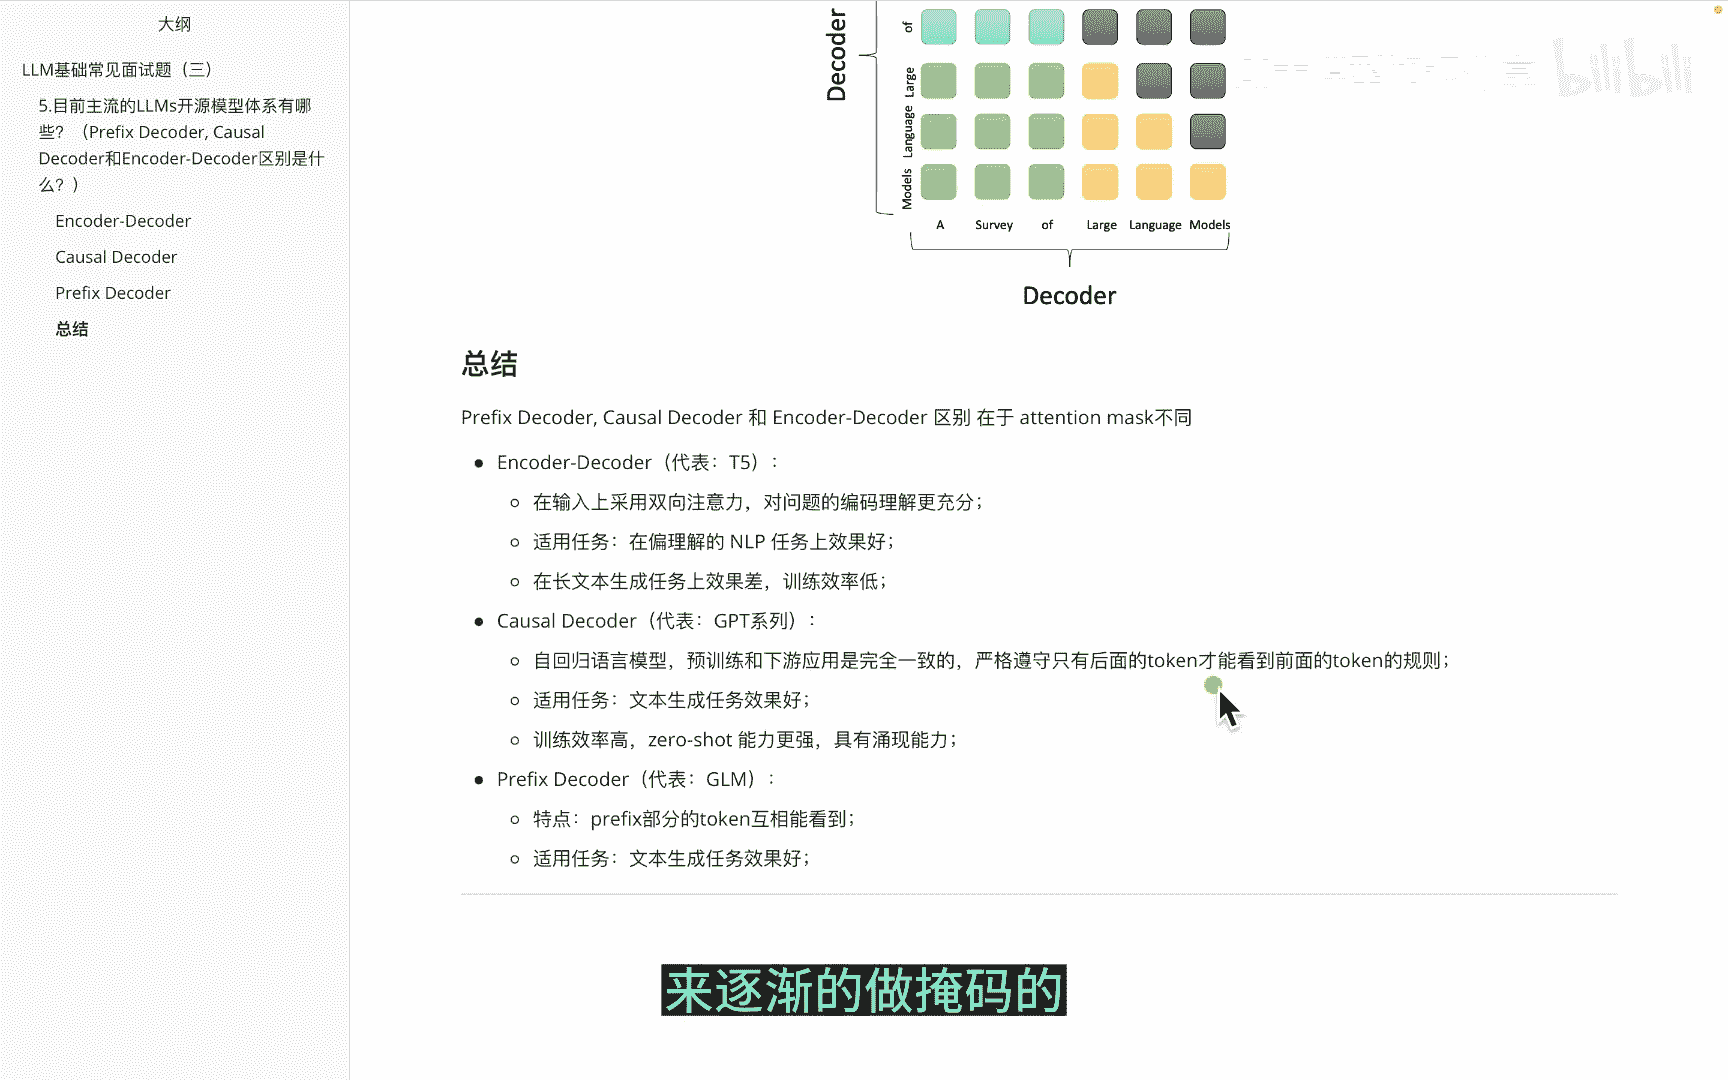 大纲
LLM基础常见面试题（三）
5.目前主流的LLMs开源模型体系有哪
些？（Prefix Decoder, Causal
Decoder和Encoder-Decoder区别是什
么？）
Encoder-Decoder
Causal Decoder
Prefix Decoder
总结
Decoder
of
Large
Language
Models
A Survey of Large Language Models
Decoder
bilibili
总结
Prefix Decoder, Causal Decoder 和 Encoder-Decoder 区别 在于 attention mask不同
Encoder-Decoder（代表：T5）：
在输入上采用双向注意力，对问题的编码理解更充分；
适用任务：在偏理解的 NLP 任务上效果好；
在长文本生成任务上效果差，训练效率低；
Causal Decoder（代表：GPT系列）：
自回归语言模型，预训练和下游应用是完全一致的，严格遵守只有后面的token才能看到前面的token的规则；
适用任务：文本生成任务效果好；
训练效率高，zero-shot 能力更强，具有涌现能力；
Prefix Decoder（代表：GLM）：
特点：prefix部分的token互相能看到；
适用任务：文本生成任务效果好；
来逐渐的做掩码的